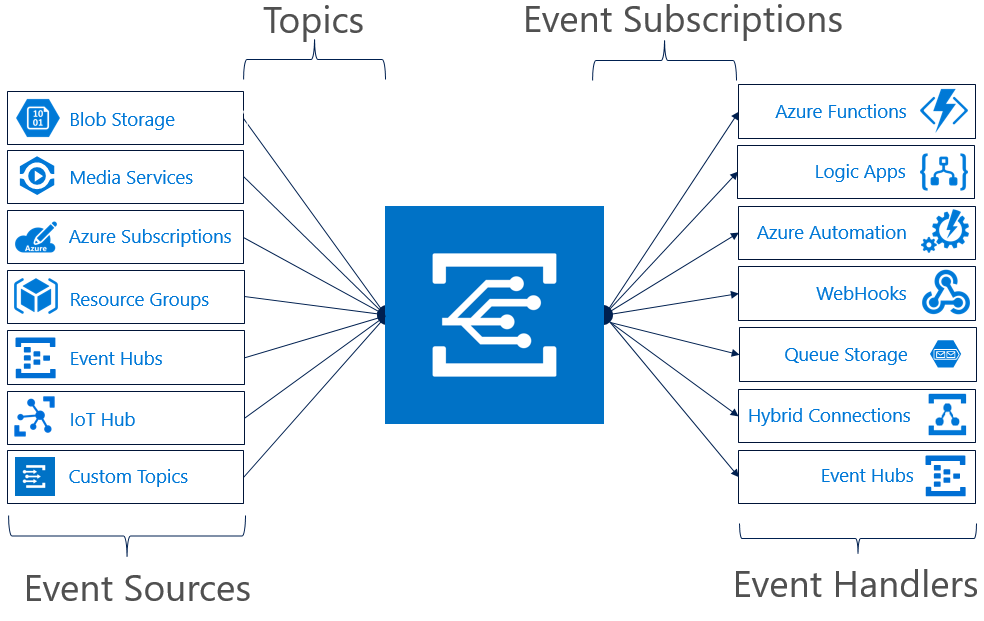 Topics
Event Subscriptions
10
01
Blob Storage
Media Services
Azure
Azure Subscriptions
Resource Groups
Event Hubs
IoT Hub
Custom Topics
Event Sources
Azure Functions
Logic Apps
Azure Automation
WebHooks
Queue Storage
Hybrid Connections
Event Hubs
Event Handlers